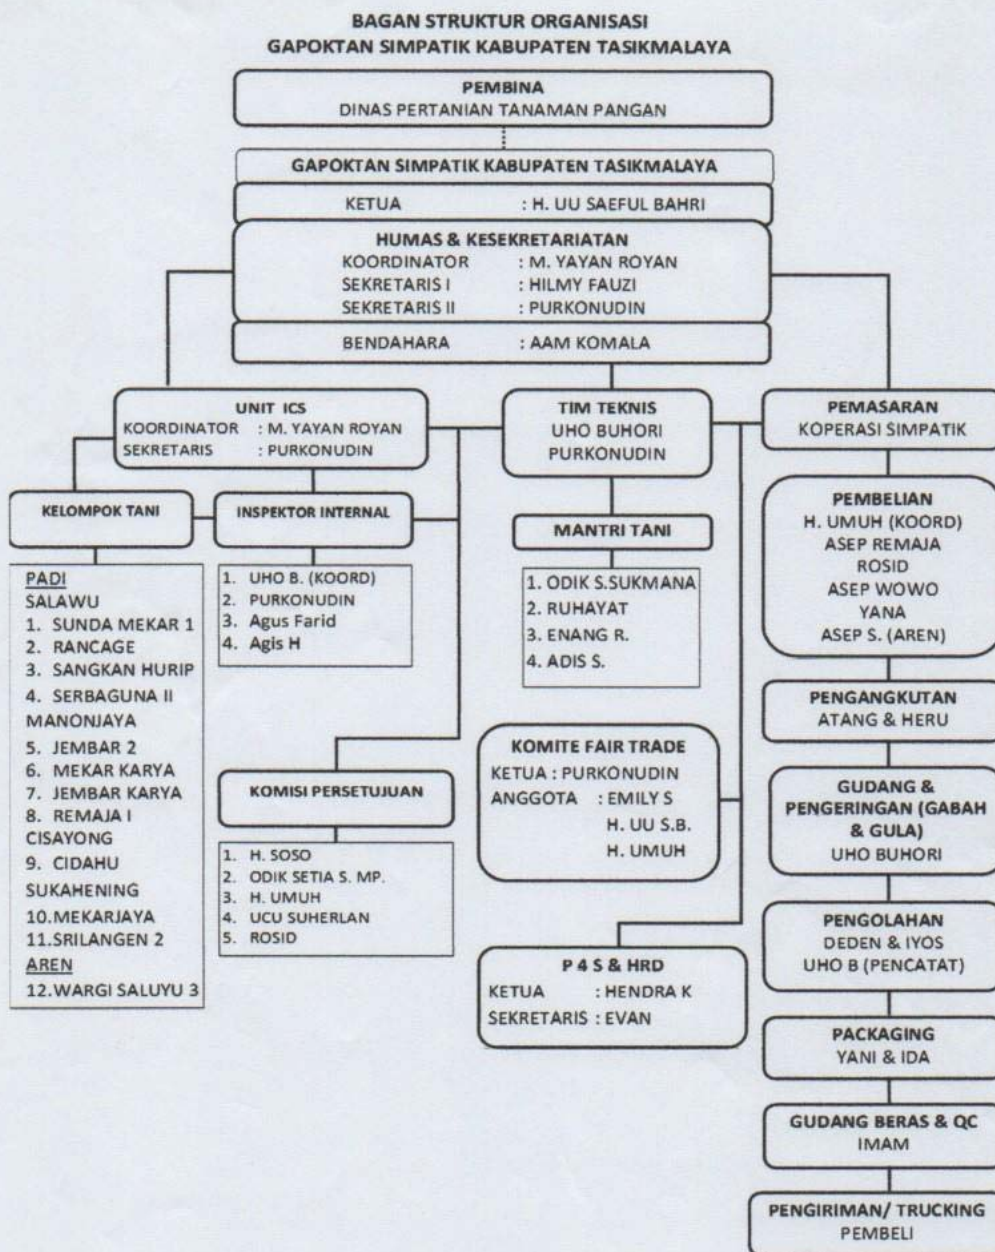 BAGAN STRUKTUR ORGANISASI
GAPOKTAN SIMPATIK KABUPATEN TASIKMALAYA
PEMBINA
DINAS PERTANIAN TANAMAN PANGAN
GAPOKTAN SIMPATIK KABUPATEN TASIKMALAYA
KETUA : H. UU SAEFUL BAHRI
HUMAS & KESEKRETARIATAN
KOORDINATOR : M. YAYAN ROYAN
SEKRETARIS I : HILMY FAUZI
SEKRETARIS II : PURKONUDIN
BENDAHARA : AAM KOMALA
UNIT ICS
KOORDINATOR : M. YAYAN ROYAN
SEKRETARIS : PURKONUDIN
KELOMPOK TANI
PADI
SALAWU
1. SUNDA MEKAR 1
2. RANCAGE
3. SANGKAN HURIP
4. SERBAGUNA II
MANONJAYA
5. JEMBAR 2
6. MEKAR KARYA
7. JEMBAR KARYA
8. REMAJA I
CISAYONG
9. CIDAHU
SUKAHENING
10.MEKARJAYA
11.SRILANGEN 2
AREN
12.WARGI SALUYU 3
INSPEKTOR INTERNAL
1. UHO B. (KOORD)
2. PURKONUDIN
3. Agus Farid
4. Agis H
KOMISI PERSETUJUAN
1. H. SOSO
2. ODIK SETIA S. MP.
3. H. UMUH
4. UCU SUHERLAN
5. ROSID
TIM TEKNIS
UHO BUHORI
PURKONUDIN
MANTRI TANI
1. ODIK S.SUKMANA
2. RUHAYAT
3. ENANG R.
4. ADIS S.
KOMITE FAIR TRADE
KETUA : PURKONUDIN
ANGGOTA : EMILY S
H. UU S.B.
H. UMUH
P 4 S & HRD
KETUA : HENDRA K
SEKRETARIS : EVAN
PEMASARAN
KOPERASI SIMPATIK
PEMBELIAN
H. UMUH (KOORD)
ASEP REMAJA
ROSID
ASEP WOWO
YANA
ASEP S. (AREN)
PENGANGKUTAN
ATANG & HERU
GUDANG &
PENGERINGAN (GABAH
& GULA)
UHO BUHORI
PENGOLAHAN
DEDEN & IYOS
UHO B (PENCATAT)
PACKAGING
YANI & IDA
GUDANG BERAS & QC
IMAM
PENGIRIMAN/ TRUCKING
PEMBELI